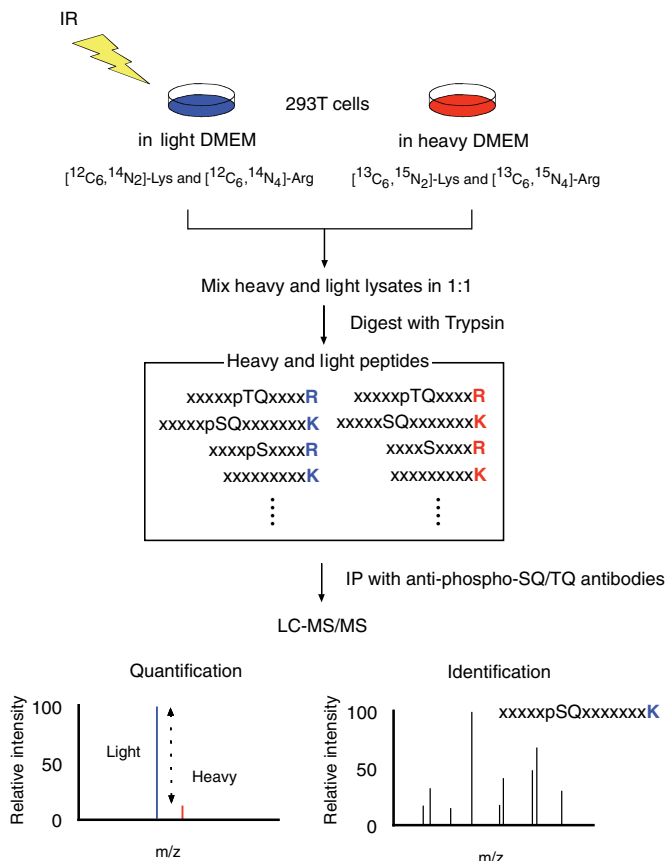 IR
293T cells
in light DMEM
in heavy DMEM
[¹²C₆,¹⁴N₂]-Lys and [¹²C₆,¹⁴N₄]-Arg
[¹³C₆,¹⁵N₂]-Lys and [¹³C₆,¹⁵N₄]-Arg
Mix heavy and light lysates in 1:1
Digest with Trypsin
Heavy and light peptides
xxxxxpTQxxxxR
xxxxxpTQxxxxR
xxxxxpSQxxxxxxxK
xxxxxSQxxxxxxxK
xxxxpSxxxxR
xxxxSxxxxR
xxxxxxxxxK
xxxxxxxxxK
IP with anti-phospho-SQ/TQ antibodies
LC-MS/MS
Quantification
Relative intensity
100
50
0
Light
Heavy
m/z
Identification
Relative intensity
100
50
0
xxxxxpSQxxxxxxxK
m/z